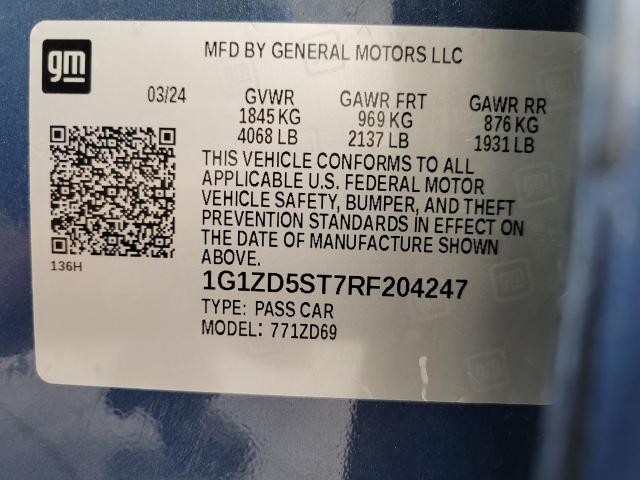 gm
MFD BY GENERAL MOTORS LLC
03/24
GVWR GAWR FRT GAWR RR
1845 KG 969 KG 876 KG
4068 LB 2137 LB 1931 LB
THIS VEHICLE CONFORMS TO ALL
APPLICABLE U.S. FEDERAL MOTOR
VEHICLE SAFETY, BUMPER, AND THEFT
PREVENTION STANDARDS IN EFFECT ON
THE DATE OF MANUFACTURE SHOWN
ABOVE.
136H
1G1ZD5ST7RF204247
TYPE: PASS CAR
MODEL: 771ZD69